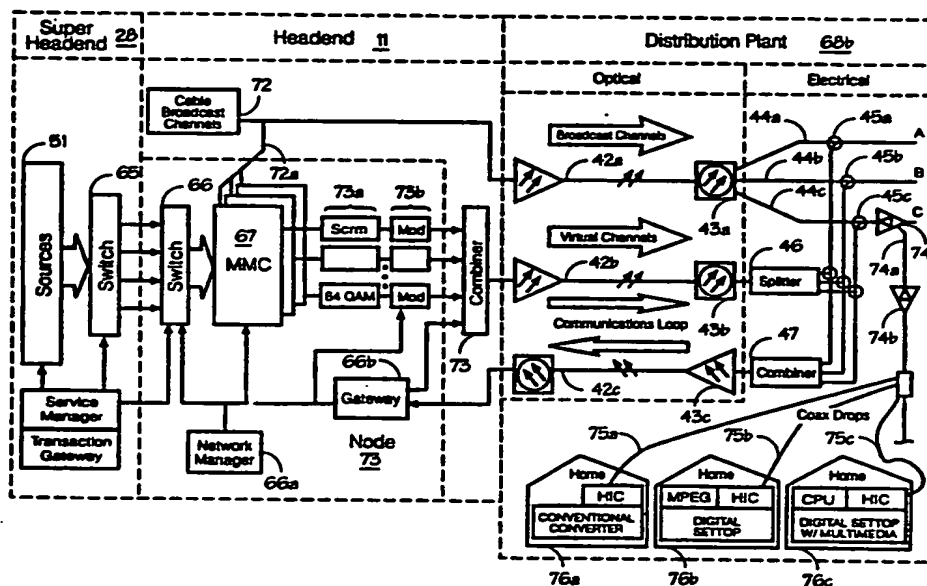 Super Headend 28
Headend 11
Distribution Plant 68b
Optical
Electrical
Cable Broadcast Channels
72
72a
51
65
66
Sources
Switch
Switch
67
MMC
73a
73b
Scrm
Mod
64 QAM
Mod
Combiner
73
66b
Gateway
Node 73
Service Manager
Transaction Gateway
Network Manager
66a
Broadcast Channels
42a
43a
44a
44b
44c
45a
45b
45c
A
B
C
Virtual Channels
42b
43b
46
Splitter
Communications Loop
42c
43c
47
Combiner
74
74a
74b
Coax Drops
75a
75b
75c
Home
HIC
CONVENTIONAL CONVERTER
76a
Home
MPEG
HIC
DIGITAL SETTOP
76b
Home
CPU
HIC
DIGITAL SETTOP W/ MULTIMEDIA
76c